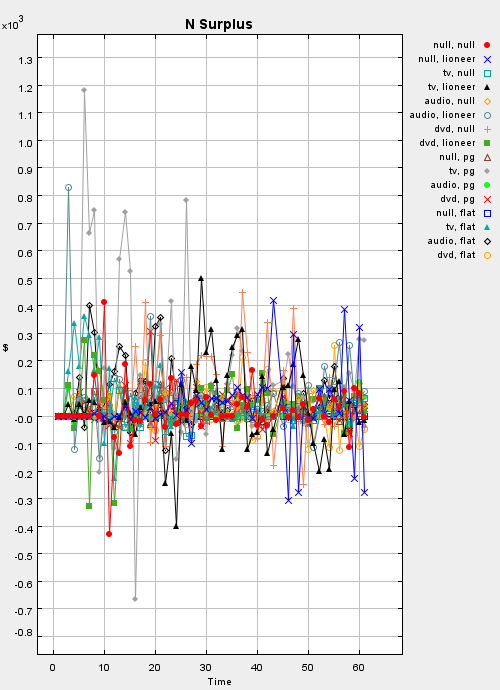 N Surplus
x10³
1.3
1.2
1.1
1.0
0.9
0.8
0.7
0.6
0.5
0.4
0.3
0.2
0.1
-0.0
-0.1
-0.2
-0.3
-0.4
-0.5
-0.6
-0.7
-0.8
$
0 10 20 30 40 50 60
Time
null, null
null, lioneer
tv, null
tv, lioneer
audio, null
audio, lioneer
dvd, null
dvd, lioneer
null, pg
tv, pg
audio, pg
dvd, pg
null, flat
tv, flat
audio, flat
dvd, flat